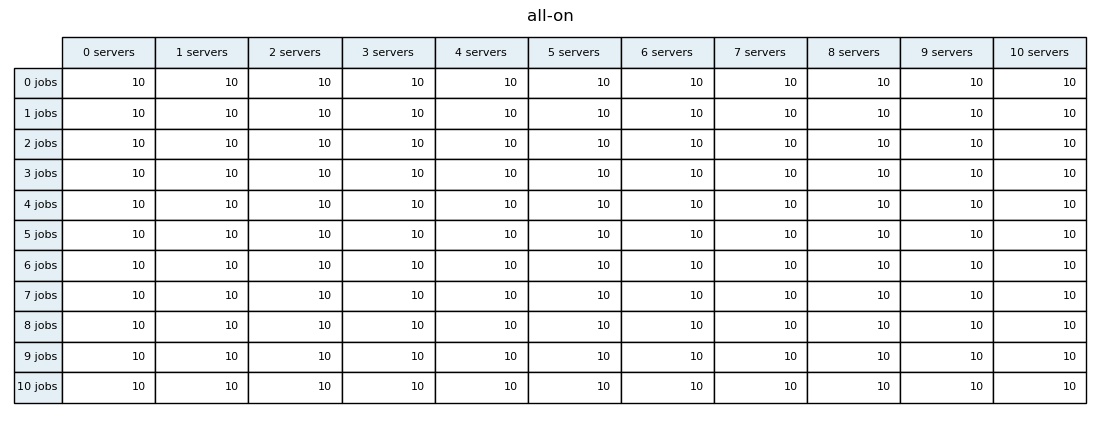 all-on
0 servers 1 servers 2 servers 3 servers 4 servers 5 servers 6 servers 7 servers 8 servers 9 servers 10 servers
0 jobs 10 10 10 10 10 10 10 10 10 10 10
1 jobs 10 10 10 10 10 10 10 10 10 10 10
2 jobs 10 10 10 10 10 10 10 10 10 10 10
3 jobs 10 10 10 10 10 10 10 10 10 10 10
4 jobs 10 10 10 10 10 10 10 10 10 10 10
5 jobs 10 10 10 10 10 10 10 10 10 10 10
6 jobs 10 10 10 10 10 10 10 10 10 10 10
7 jobs 10 10 10 10 10 10 10 10 10 10 10
8 jobs 10 10 10 10 10 10 10 10 10 10 10
9 jobs 10 10 10 10 10 10 10 10 10 10 10
10 jobs 10 10 10 10 10 10 10 10 10 10 10